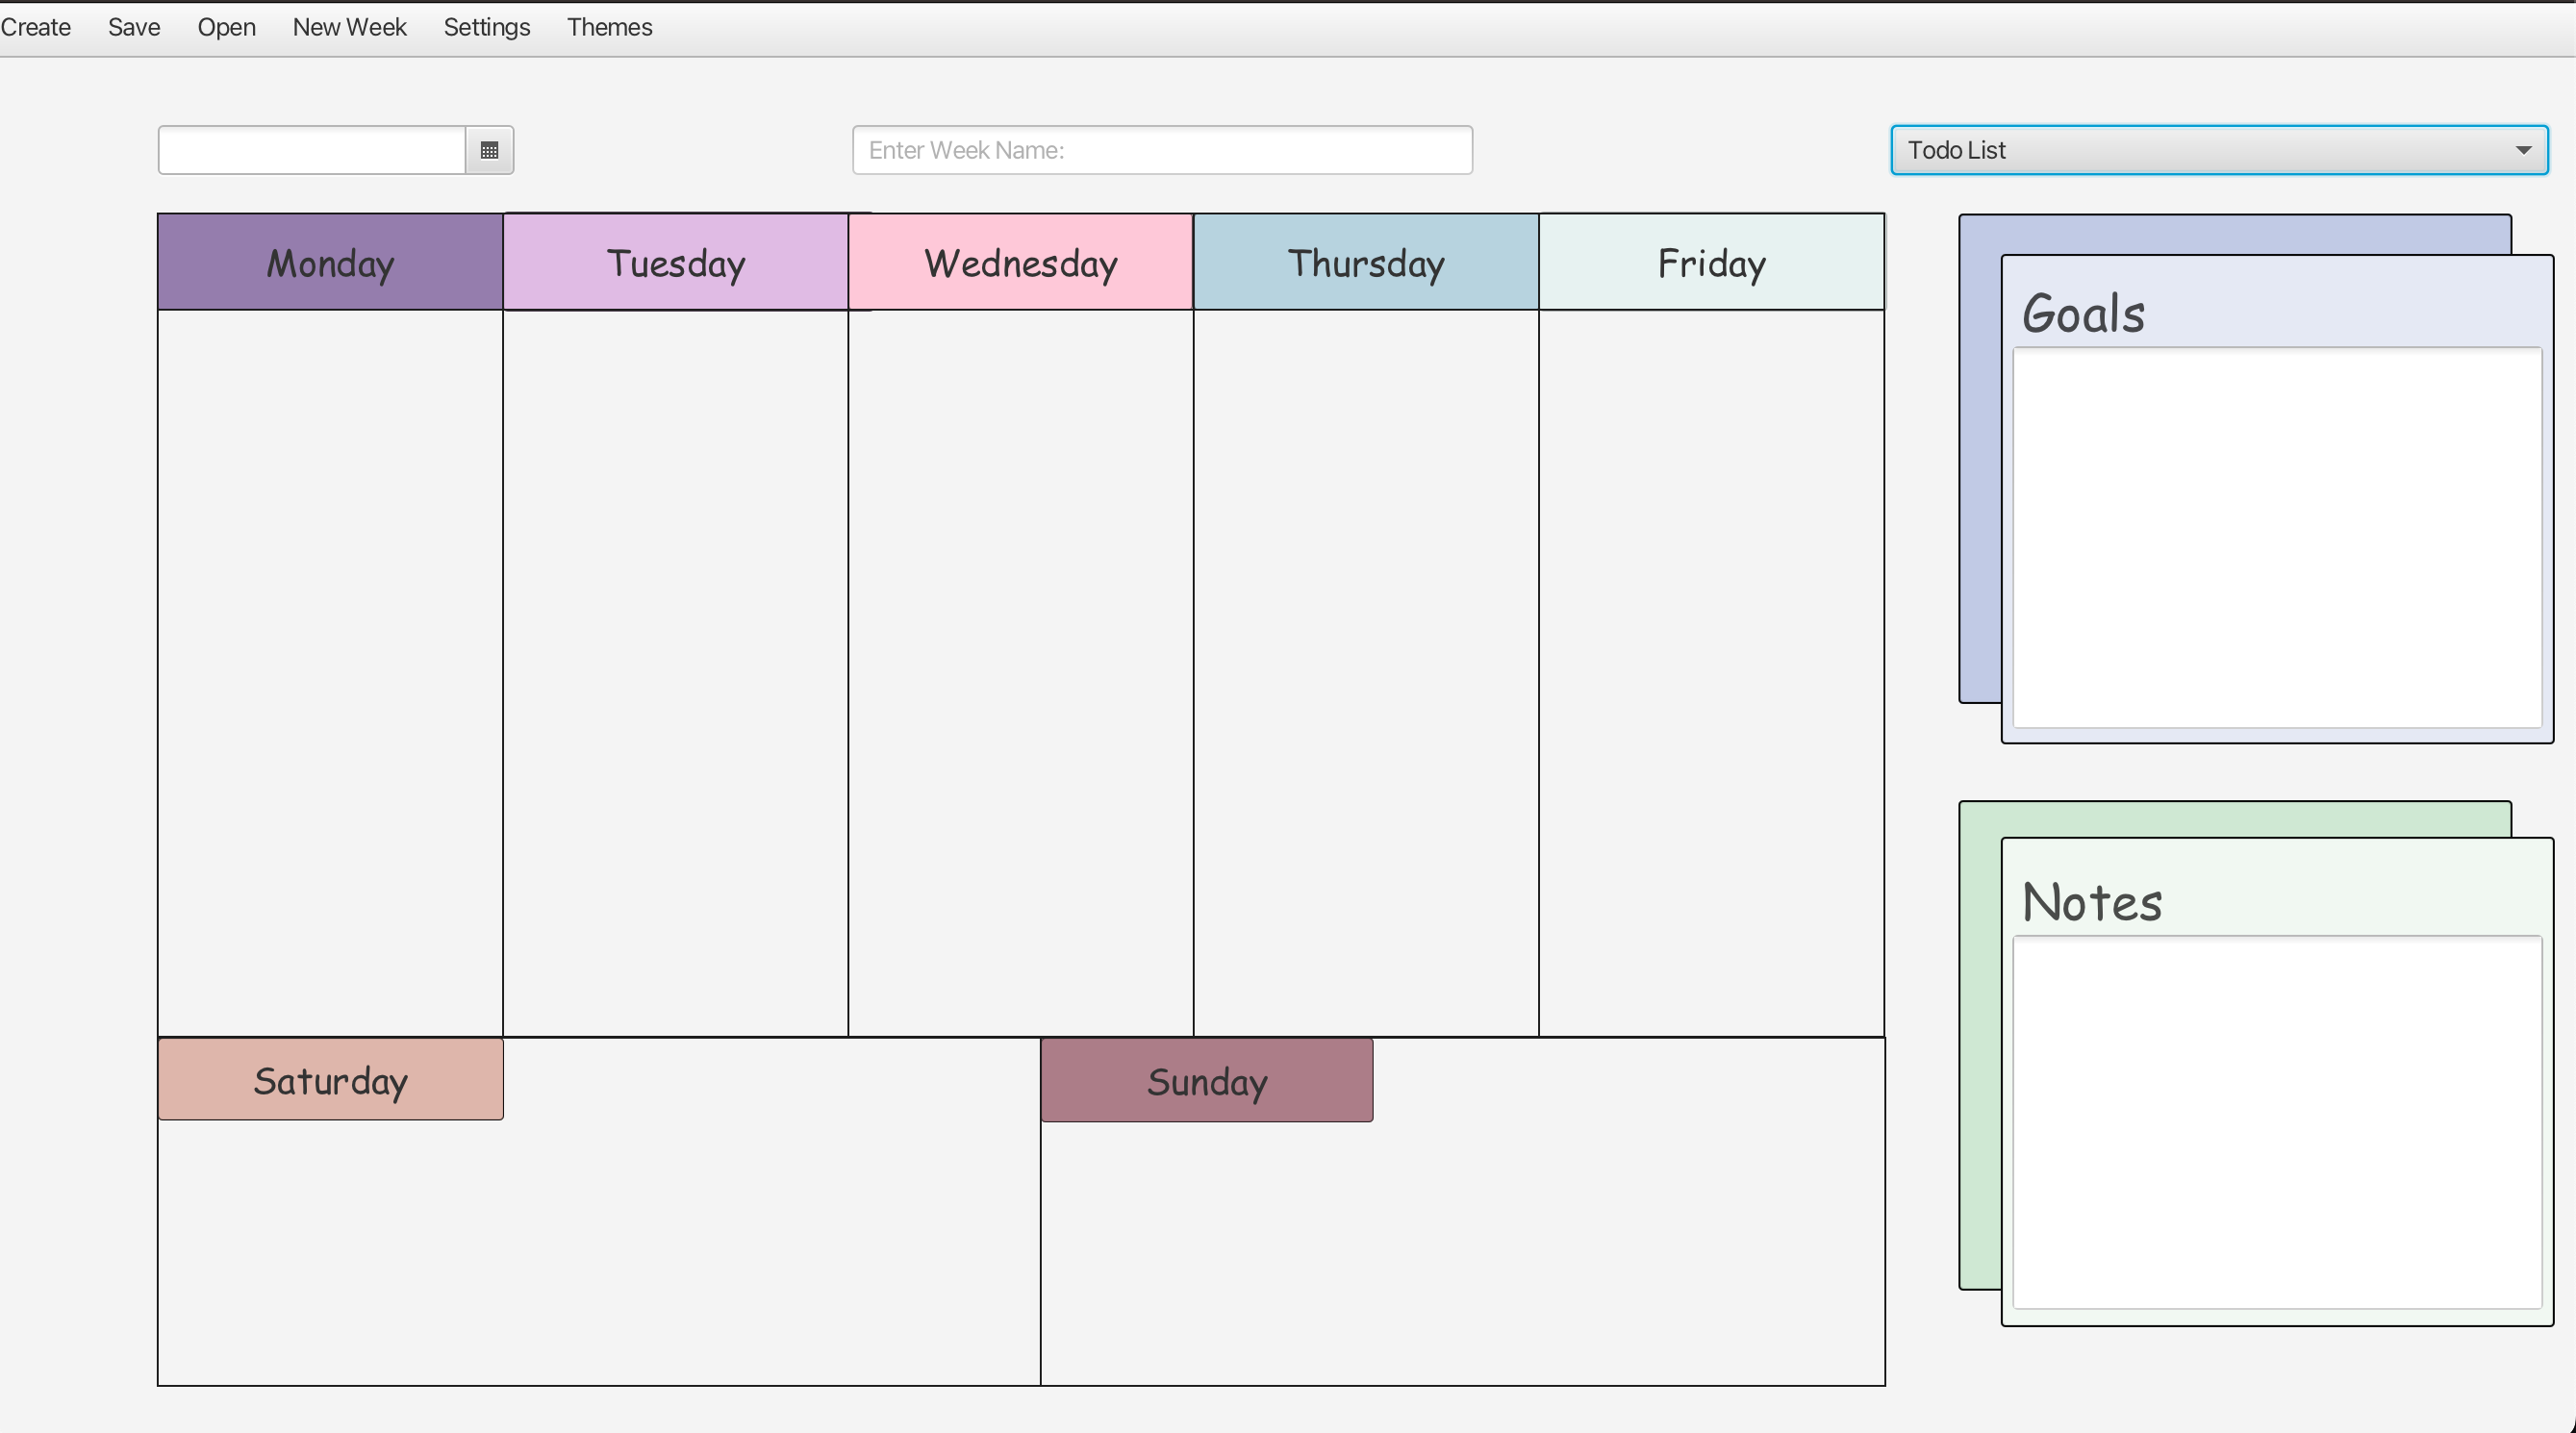 Create Save Open New Week Settings Themes
Enter Week Name: Todo List
Monday Tuesday Wednesday Thursday Friday
Goals
Notes
Saturday Sunday